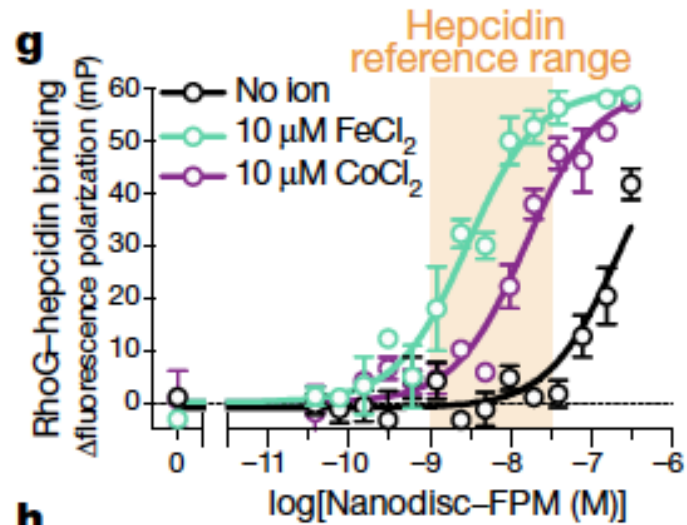 g
Hepcidin
reference range
RhoG–hepcidin binding
Δfluorescence polarization (mP)
60
50
40
30
20
10
0
No ion
10 μM FeCl₂
10 μM CoCl₂
0
−11
−10
−9
−8
−7
−6
log[Nanodisc–FPM (M)]
h